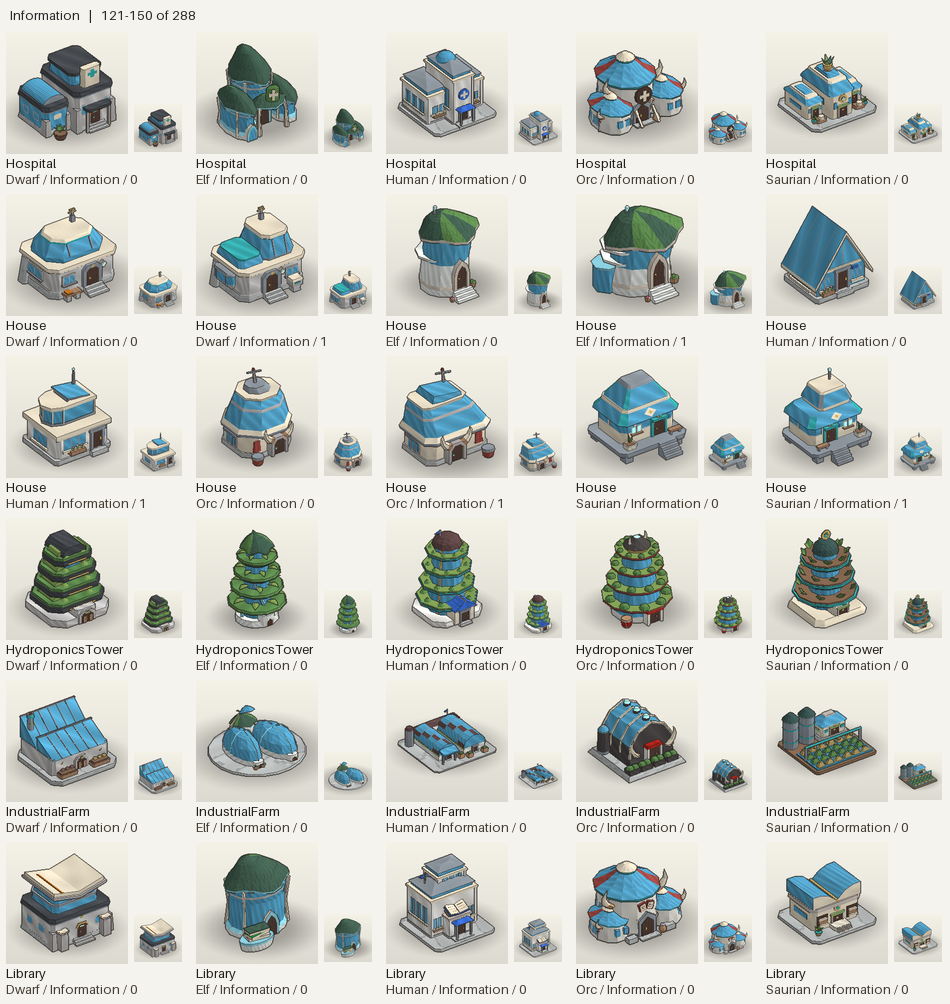 Information | 121-150 of 288
Hospital
Dwarf / Information / 0
Hospital
Elf / Information / 0
Hospital
Human / Information / 0
Hospital
Orc / Information / 0
Hospital
Saurian / Information / 0
House
Dwarf / Information / 0
House
Dwarf / Information / 1
House
Elf / Information / 0
House
Elf / Information / 1
House
Human / Information / 0
House
Human / Information / 1
House
Orc / Information / 0
House
Orc / Information / 1
House
Saurian / Information / 0
House
Saurian / Information / 1
HydroponicsTower
Dwarf / Information / 0
HydroponicsTower
Elf / Information / 0
HydroponicsTower
Human / Information / 0
HydroponicsTower
Orc / Information / 0
HydroponicsTower
Saurian / Information / 0
IndustrialFarm
Dwarf / Information / 0
IndustrialFarm
Elf / Information / 0
IndustrialFarm
Human / Information / 0
IndustrialFarm
Orc / Information / 0
IndustrialFarm
Saurian / Information / 0
Library
Dwarf / Information / 0
Library
Elf / Information / 0
Library
Human / Information / 0
Library
Orc / Information / 0
Library
Saurian / Information / 0